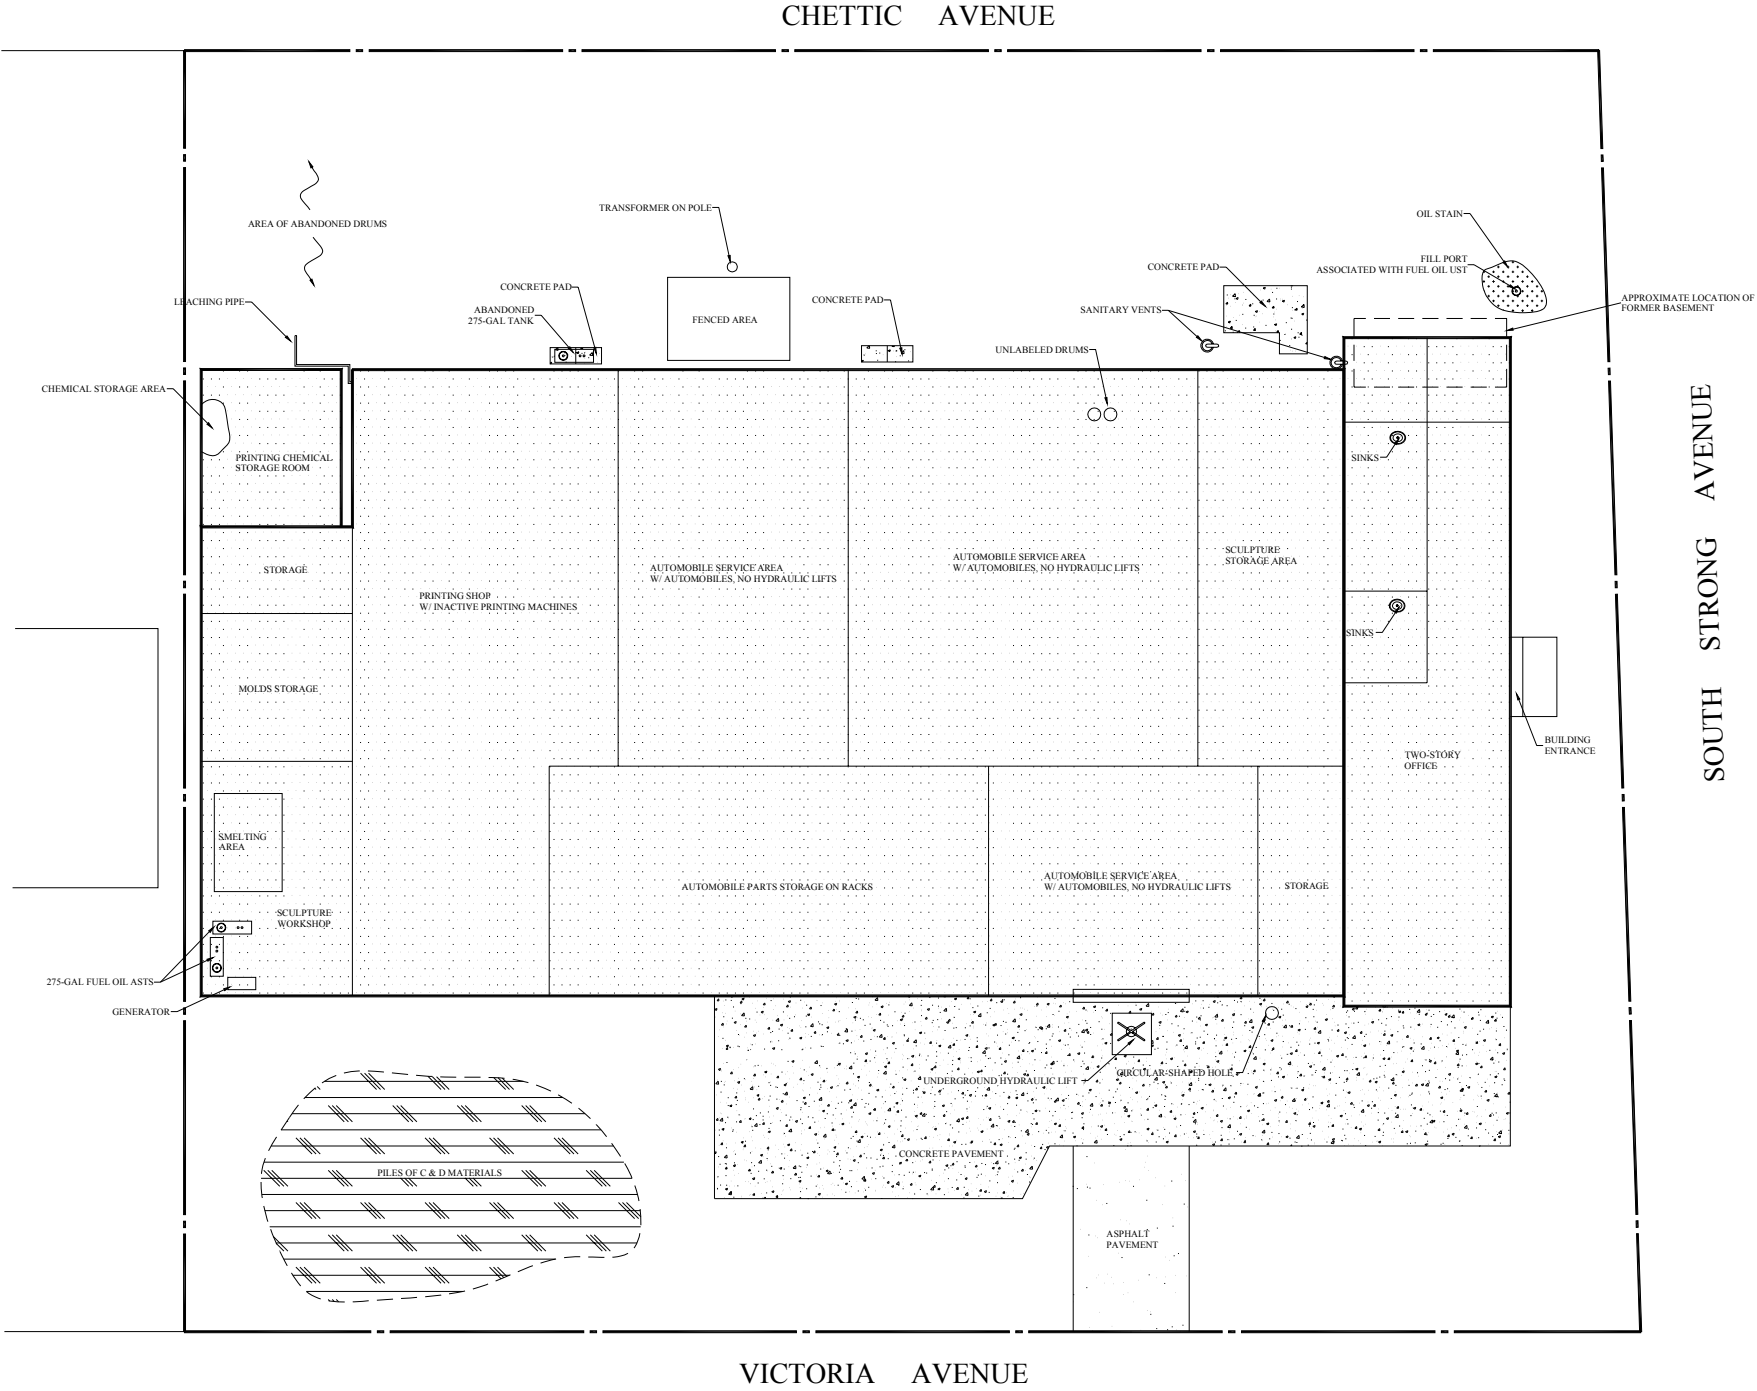 CHETTIC AVENUE
TRANSFORMER ON POLE
OIL STAIN
AREA OF ABANDONED DRUMS
FILL PORT
ASSOCIATED WITH FUEL OIL UST
CONCRETE PAD
CONCRETE PAD
LEACHING PIPE
CONCRETE PAD
APPROXIMATE LOCATION OF
FORMER BASEMENT
ABANDONED
275-GAL TANK
SANITARY VENTS
FENCED AREA
UNLABELED DRUMS
CHEMICAL STORAGE AREA
PRINTING CHEMICAL
STORAGE ROOM
SINKS
SOUTH STRONG AVENUE
STORAGE
AUTOMOBILE SERVICE AREA
W/ AUTOMOBILES, NO HYDRAULIC LIFTS
AUTOMOBILE SERVICE AREA
W/ AUTOMOBILES, NO HYDRAULIC LIFTS
SCULPTURE
STORAGE AREA
PRINTING SHOP
W/ INACTIVE PRINTING MACHINES
SINKS
MOLDS STORAGE
BUILDING
ENTRANCE
TWO-STORY
OFFICE
SMELTING
AREA
AUTOMOBILE PARTS STORAGE ON RACKS
AUTOMOBILE SERVICE AREA
W/ AUTOMOBILES, NO HYDRAULIC LIFTS
STORAGE
SCULPTURE
WORKSHOP
275-GAL FUEL OIL ASTS
GENERATOR
UNDERGROUND HYDRAULIC LIFT
CIRCULAR-SHAPED HOLE
CONCRETE PAVEMENT
PILES OF C & D MATERIALS
ASPHALT
PAVEMENT
VICTORIA AVENUE